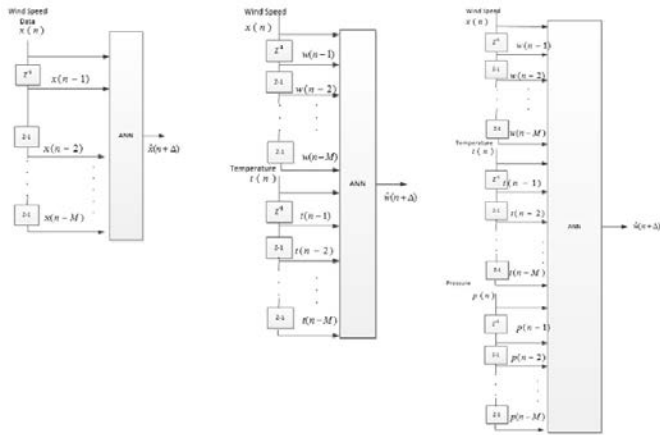 Wind Speed
Data
x(n)
Z⁻¹
x(n−1)
Z-1
x(n−2)
Z-1
x(n−M)
ANN
x̂(n+Δ)
Wind Speed
x(n)
Z⁻¹
w(n−1)
Z-1
w(n−2)
Z-1
w(n−M)
Temperature
t(n)
Z⁻¹
t(n−1)
Z-1
t(n−2)
Z-1
t(n−M)
ANN
ŵ(n+Δ)
Wind Speed
x(n)
Z⁻¹
w(n−1)
Z-1
w(n−2)
Z-1
w(n−M)
Temperature
t(n)
Z⁻¹
t(n−1)
Z-1
t(n−2)
Z-1
t(n−M)
Pressure
p(n)
Z⁻¹
p(n−1)
Z-1
p(n−2)
Z-1
p(n−M)
ANN
ŵ(n+Δ)